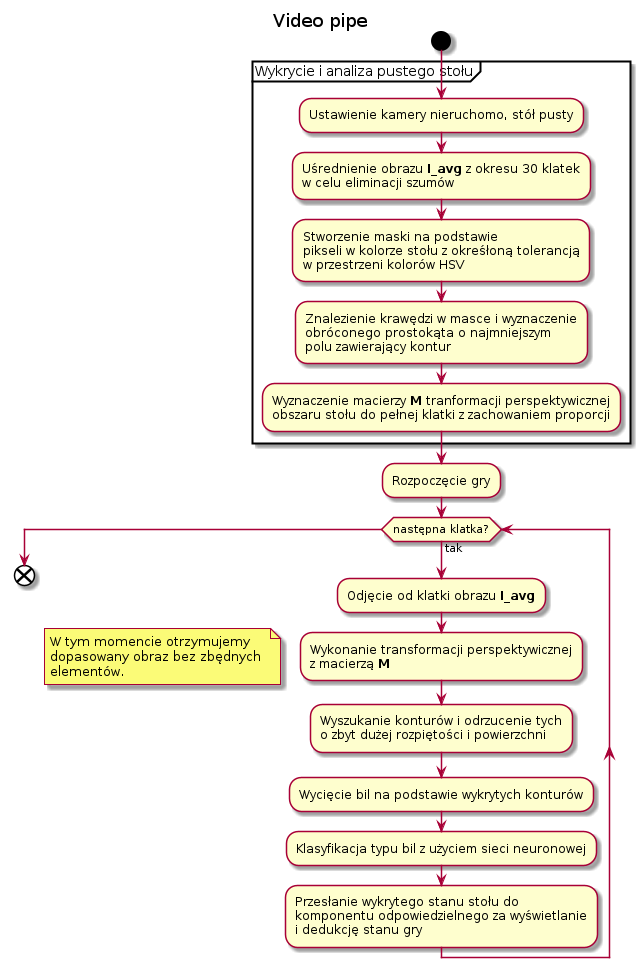 Video pipe
Wykrycie i analiza pustego stołu
Ustawienie kamery nieruchomo, stół pusty
Uśrednienie obrazu I_avg z okresu 30 klatek
w celu eliminacji szumów
Stworzenie maski na podstawie
pikseli w kolorze stołu z okreśłoną tolerancją
w przestrzeni kolorów HSV
Znalezienie krawędzi w masce i wyznaczenie
obróconego prostokąta o najmniejszym
polu zawierający kontur
Wyznaczenie macierzy M tranformacji perspektywicznej
obszaru stołu do pełnej klatki z zachowaniem proporcji
Rozpoczęcie gry
następna klatka?
tak
Odjęcie od klatki obrazu I_avg
W tym momencie otrzymujemy
dopasowany obraz bez zbędnych
elementów.
Wykonanie transformacji perspektywicznej
z macierzą M
Wyszukanie konturów i odrzucenie tych
o zbyt dużej rozpiętości i powierzchni
Wycięcie bil na podstawie wykrytych konturów
Klasyfikacja typu bil z użyciem sieci neuronowej
Przesłanie wykrytego stanu stołu do
komponentu odpowiedzielnego za wyświetlanie
i dedukcję stanu gry